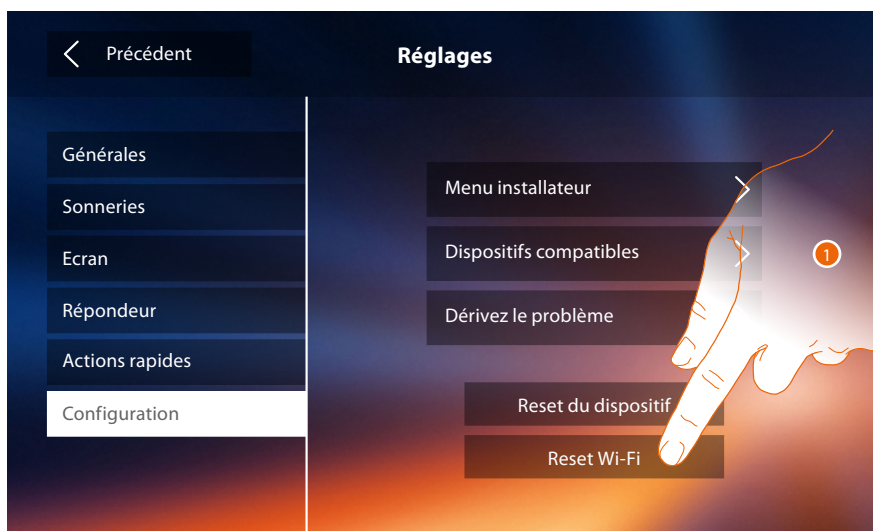 Précédent
Réglages
Générales
Sonneries
Ecran
Répondeur
Actions rapides
Configuration
Menu installateur
Dispositifs compatibles
Dérivez le problème
Reset du dispositif
Reset Wi-Fi
1